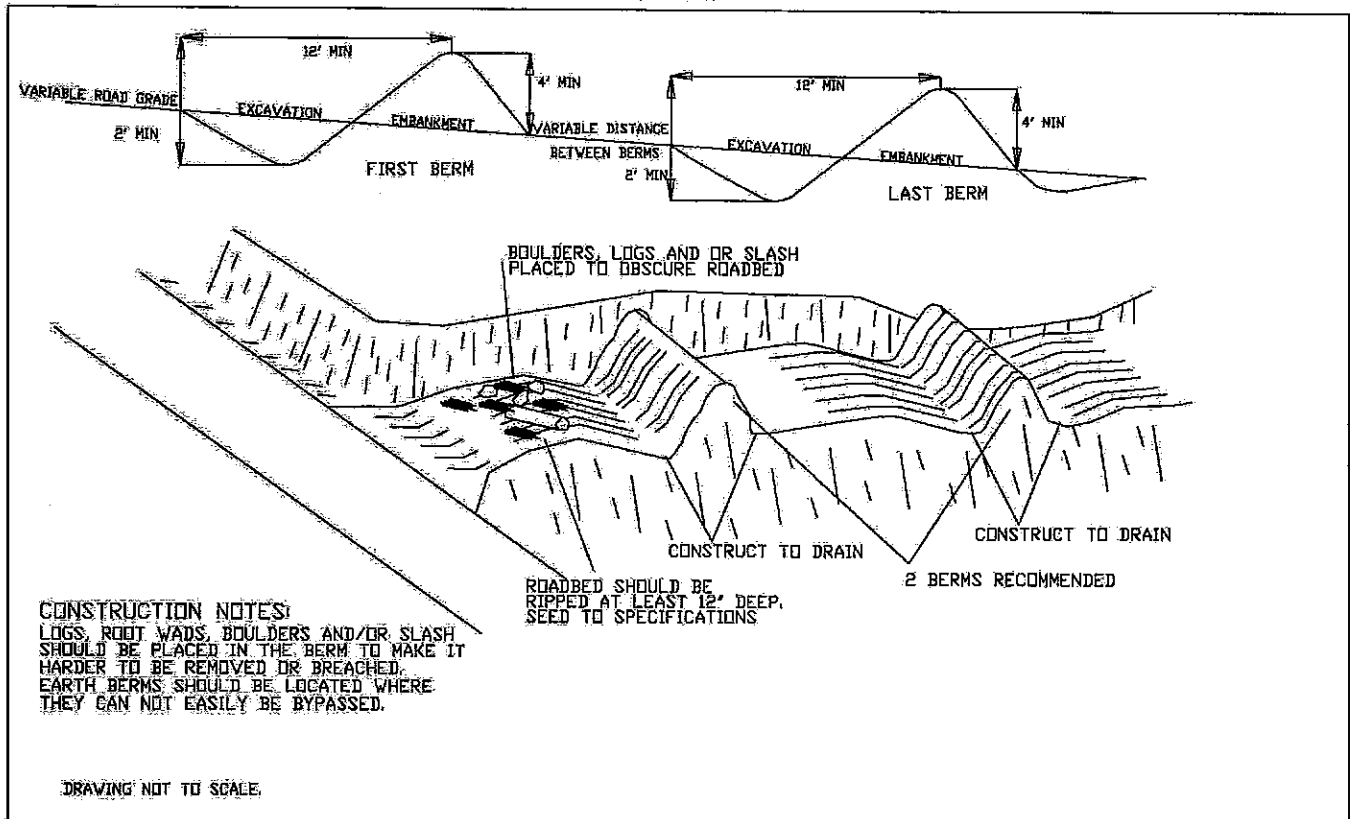 12' MIN
4' MIN
VARIABLE ROAD GRADE
EXCAVATION
EMBANKMENT
2' MIN
FIRST BERM
VARIABLE DISTANCE
BETWEEN BERMS
12' MIN
4' MIN
EXCAVATION
EMBANKMENT
2' MIN
LAST BERM
BOULDERS, LOGS AND OR SLASH
PLACED TO OBSCURE ROADBED
CONSTRUCT TO DRAIN
CONSTRUCT TO DRAIN
2 BERMS RECOMMENDED
ROADBED SHOULD BE
RIPPED AT LEAST 12' DEEP.
SEED TO SPECIFICATIONS
CONSTRUCTION NOTES:
LOGS, ROOT WADS, BOULDERS AND/OR SLASH
SHOULD BE PLACED IN THE BERM TO MAKE IT
HARDER TO BE REMOVED OR BREACHED.
EARTH BERMS SHOULD BE LOCATED WHERE
THEY CAN NOT EASILY BE BYPASSED.
DRAWING NOT TO SCALE.